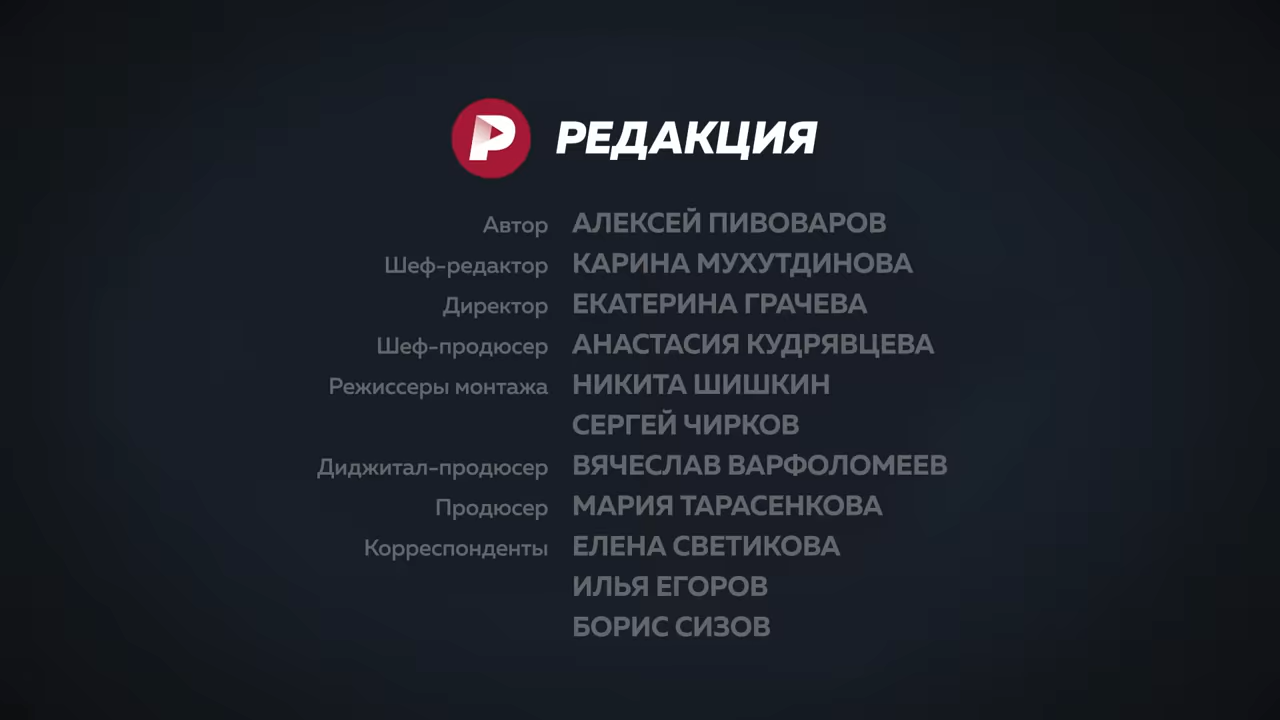 РЕДАКЦИЯ
Автор АЛЕКСЕЙ ПИВОВАРОВ
Шеф-редактор КАРИНА МУХУТДИНОВА
Директор ЕКАТЕРИНА ГРАЧЕВА
Шеф-продюсер АНАСТАСИЯ КУДРЯВЦЕВА
Режиссеры монтажа НИКИТА ШИШКИН
СЕРГЕЙ ЧИРКОВ
Диджитал-продюсер ВЯЧЕСЛАВ ВАРФОЛОМЕЕВ
Продюсер МАРИЯ ТАРАСЕНКОВА
Корреспонденты ЕЛЕНА СВЕТИКОВА
ИЛЬЯ ЕГОРОВ
БОРИС СИЗОВ